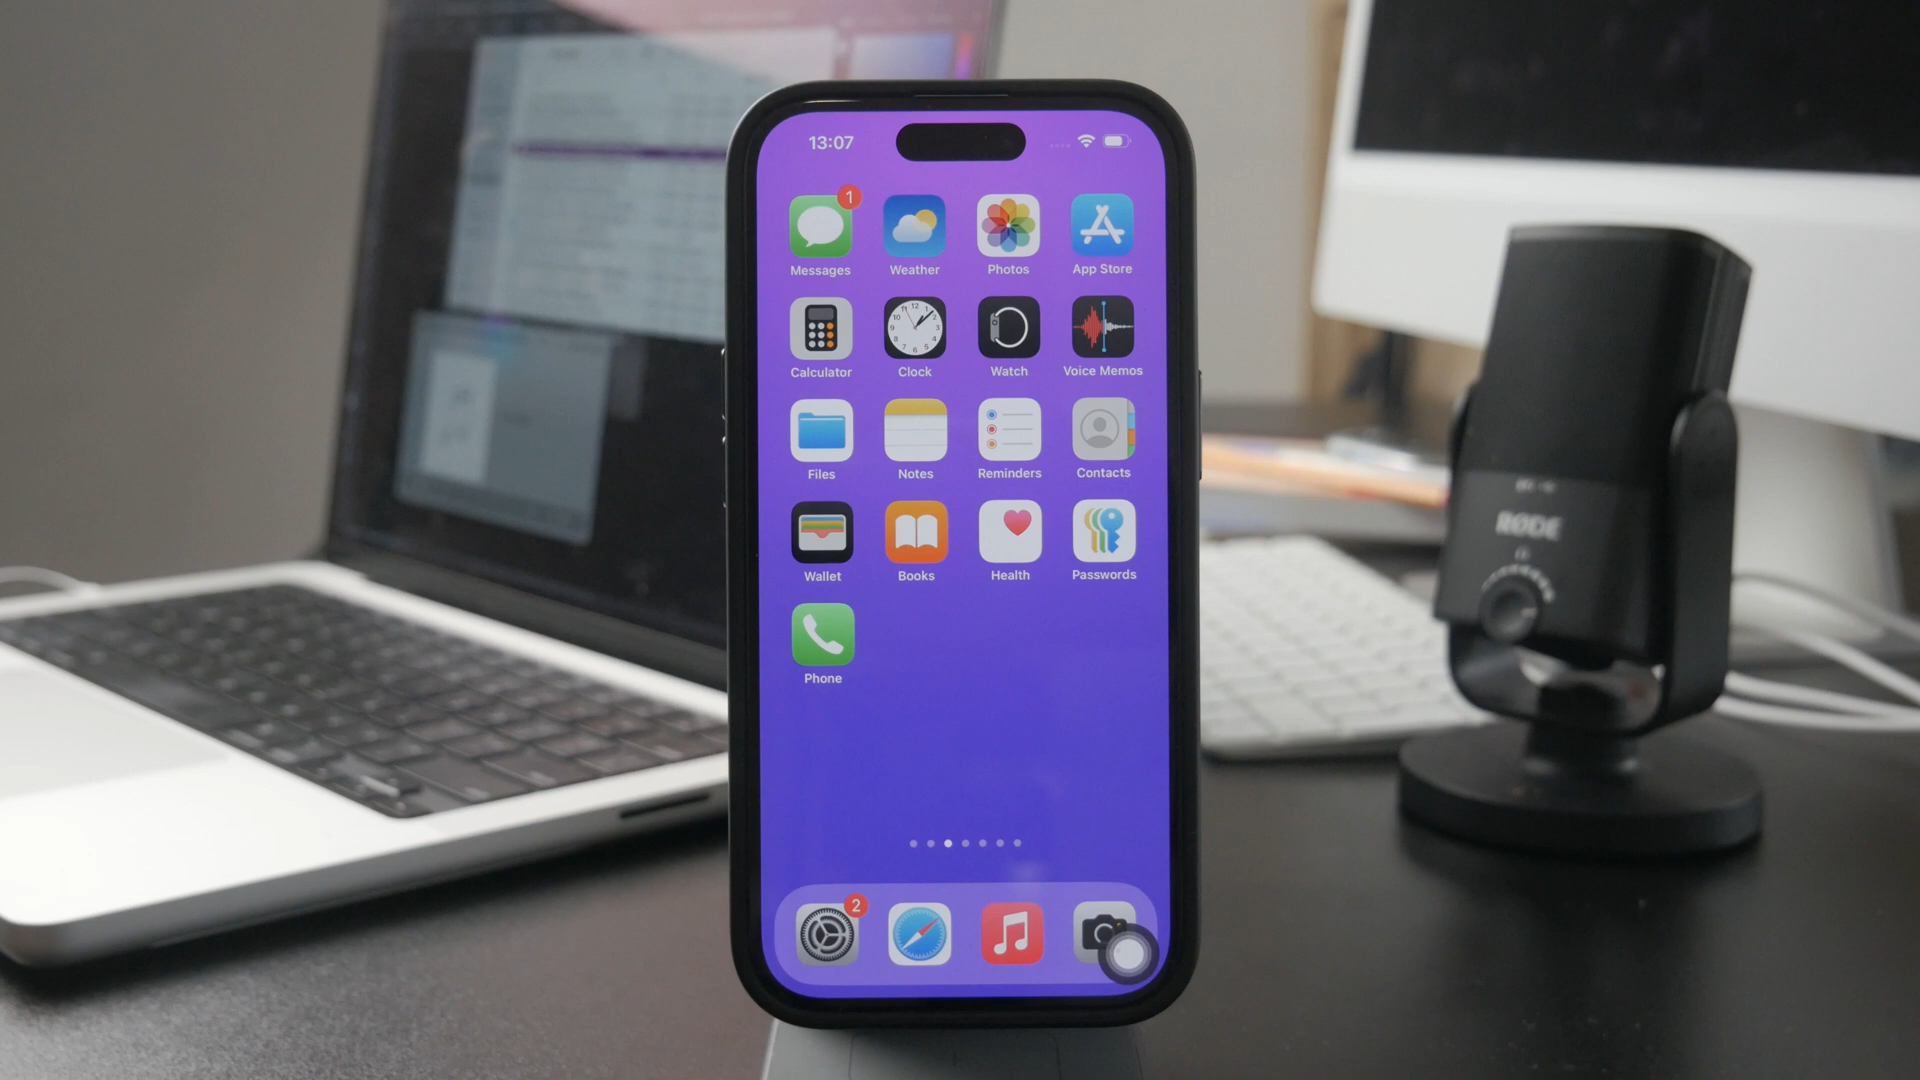 13:07
1
Messages Weather Photos App Store
Calculator Clock Watch Voice Memos
Files Notes Reminders Contacts
Wallet Books Health Passwords
Phone
2
RØDE